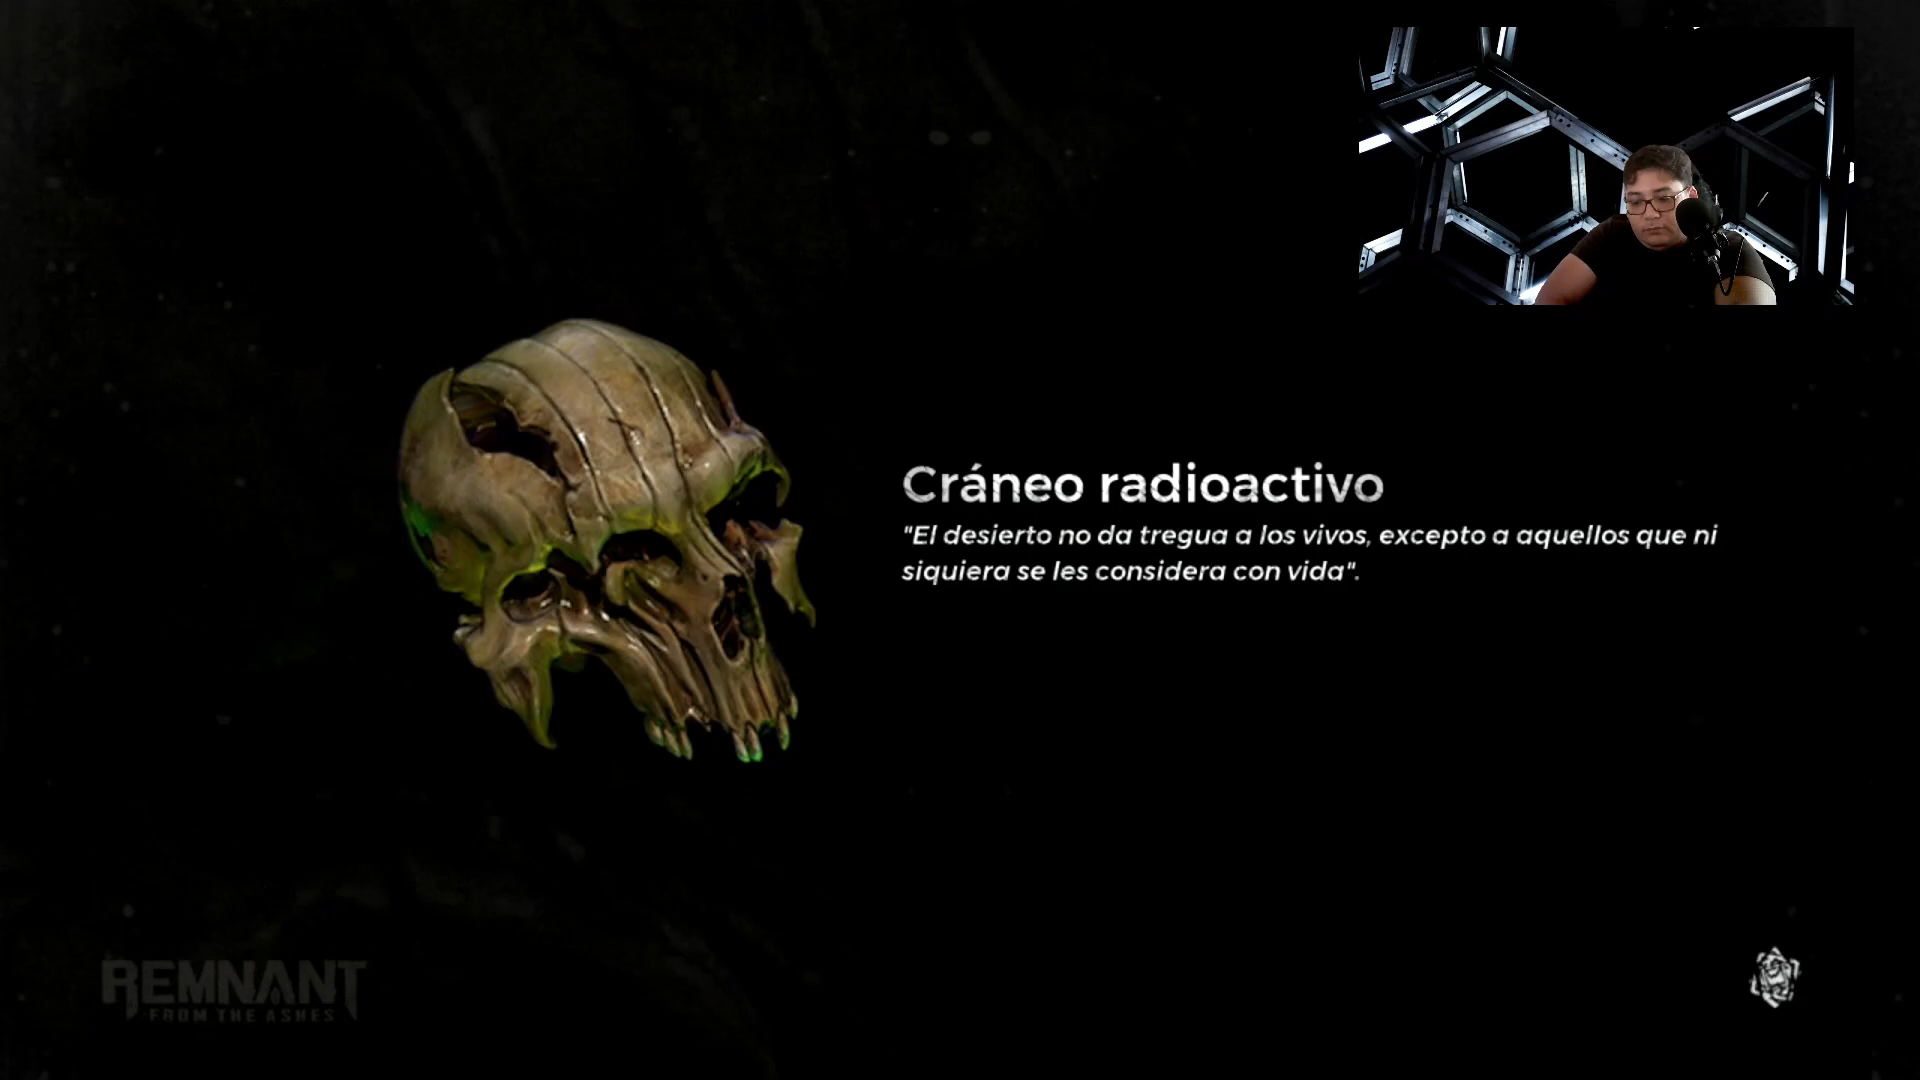 Cráneo radioactivo
"El desierto no da tregua a los vivos, excepto a aquellos que ni
siquiera se les considera con vida".
REMNANT
FROM THE ASHES